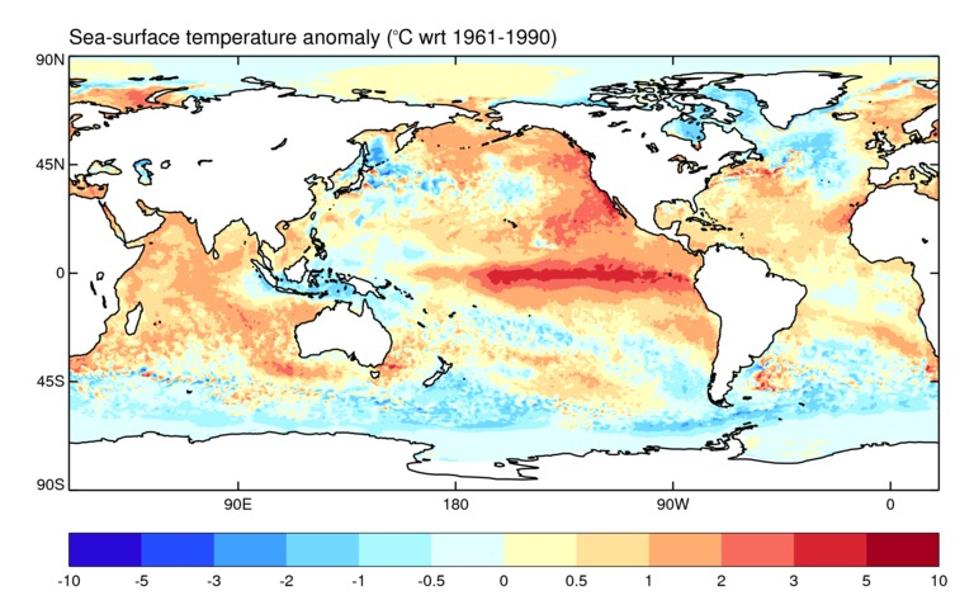 Sea-surface temperature anomaly (°C wrt 1961-1990)
90N
45N
0
45S
90S
90E 180 90W 0
-10 -5 -3 -2 -1 -0.5 0 0.5 1 2 3 5 10